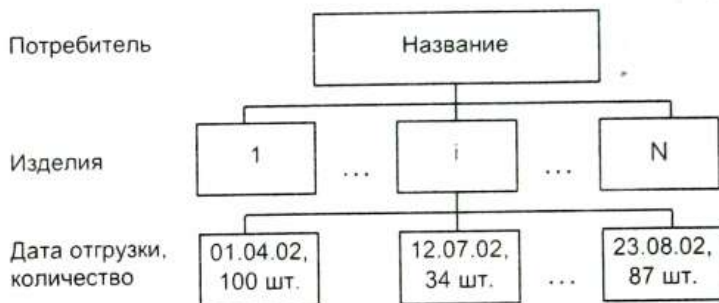 Потребитель
Название
Изделия
1 ... i ... N
Дата отгрузки,
количество
01.04.02,
100 шт.
12.07.02,
34 шт.
...
23.08.02,
87 шт.